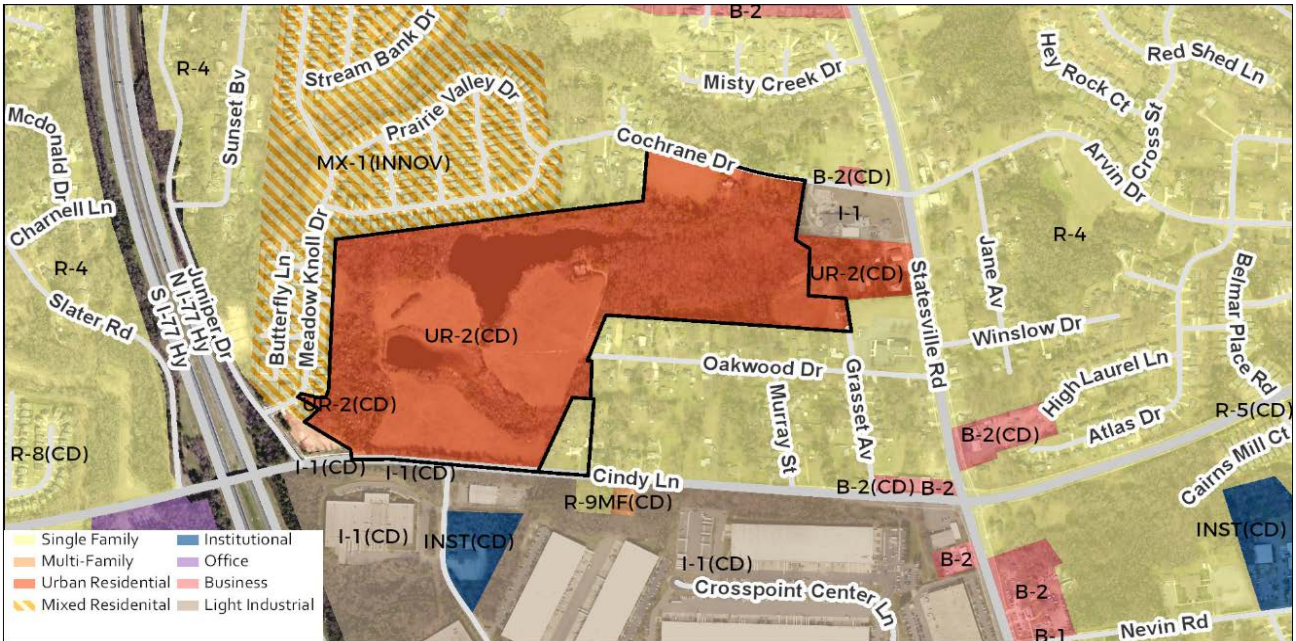 B-2
R-4
Stream Bank Dr
Sunset Bv
Misty Creek Dr
Hey Rock Ct
Red Shed Ln
Cross St
Mcdonald Dr
Prairie Valley Dr
Cochrane Dr
MX-1(INNOV)
B-2(CD)
Arvin Dr
Charnell Ln
I-1
R-4
Jane Av
R-4
Juniper Dr
N I-77 Hy
S I-77 Hy
Slater Rd
Butterfly Ln
Meadow Knoll Dr
UR-2(CD)
UR-2(CD)
Statesville Rd
Belmar Place Rd
Winslow Dr
Oakwood Dr
Murray St
Grasset Av
High Laurel Ln
Atlas Dr
R-5(CD)
UR-2(CD)
B-2(CD)
Cairns Mill Ct
R-8(CD)
I-1(CD)
I-1(CD)
Cindy Ln
B-2(CD)
B-2
R-9MF(CD)
I-1(CD)
INST(CD)
I-1(CD)
B-2
INST(CD)
Crosspoint Center Ln
B-2
Nevin Rd
B-1
Single Family
Institutional
Multi-Family
Office
Urban Residential
Business
Mixed Residental
Light Industrial